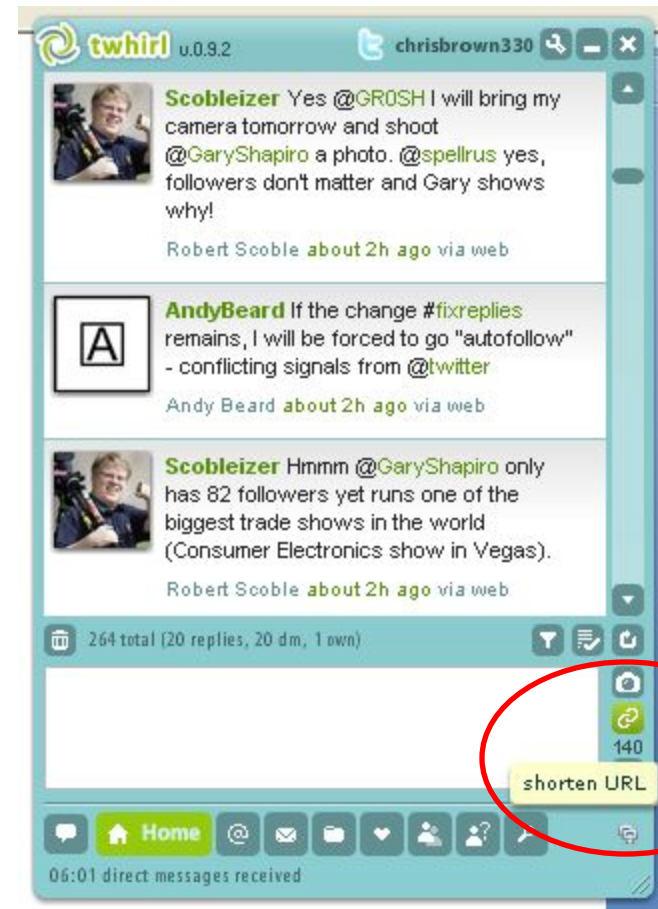 twhirl v.0.9.2 chrisbrown330
Scobleizer Yes @GR0SH I will bring my
camera tomorrow and shoot
@GaryShapiro a photo. @spellrus yes,
followers don't matter and Gary shows
why!
Robert Scoble about 2h ago via web
A
AndyBeard If the change #fixreplies
remains, I will be forced to go "autofollow"
- conflicting signals from @twitter
Andy Beard about 2h ago via web
Scobleizer Hmmm @GaryShapiro only
has 82 followers yet runs one of the
biggest trade shows in the world
(Consumer Electronics show in Vegas).
Robert Scoble about 2h ago via web
264 total (20 replies, 20 dm, 1 own)
140
shorten URL
Home @
06:01 direct messages received